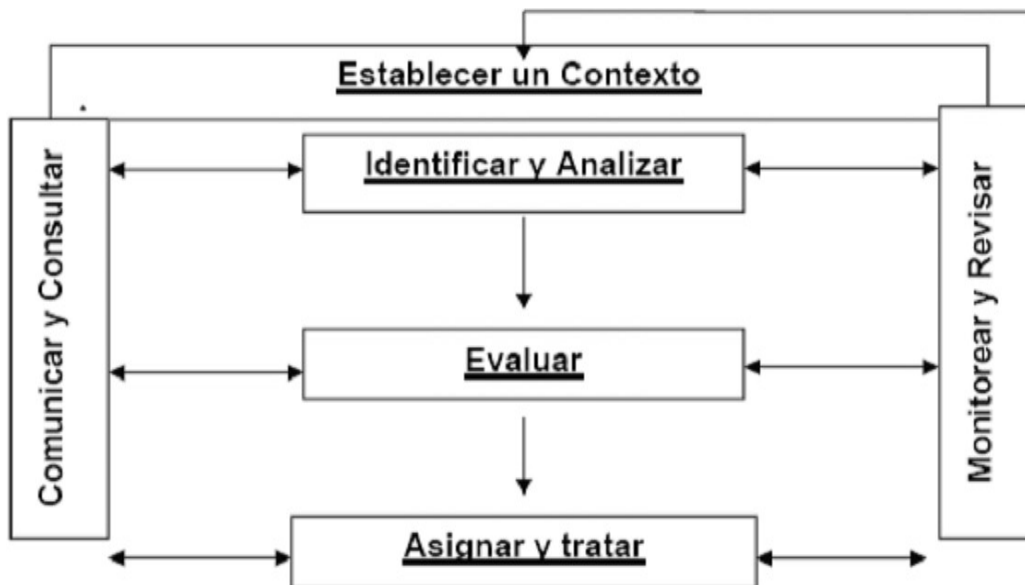 Establecer un Contexto
Comunicar y Consultar
Identificar y Analizar
Monitorear y Revisar
Evaluar
Asignar y tratar